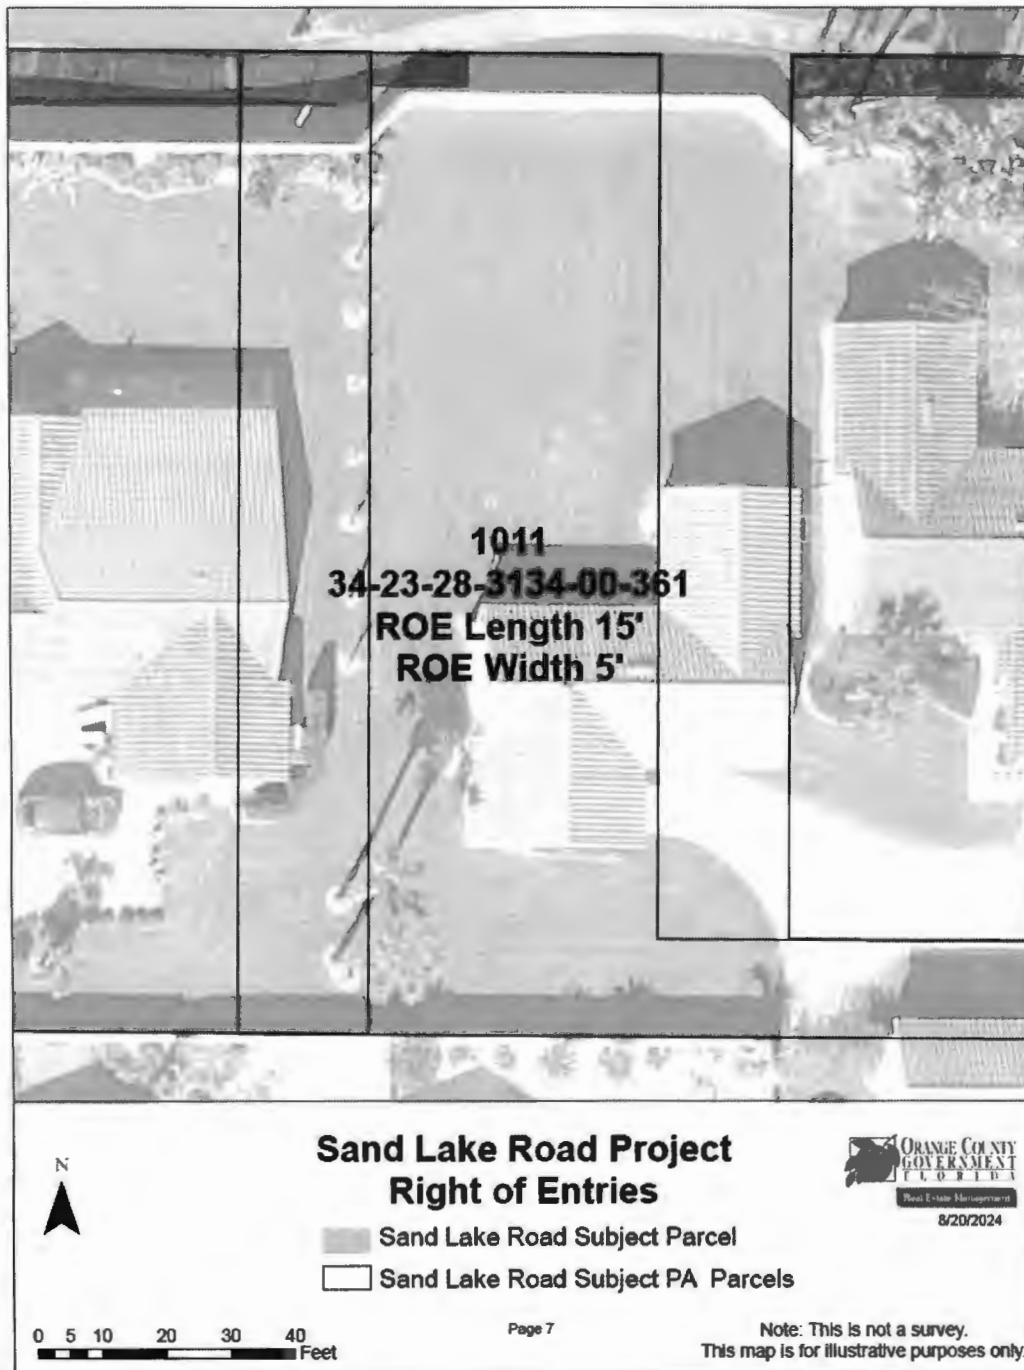 1011
34-23-28-3134-00-361
ROE Length 15'
ROE Width 5'
Sand Lake Road Project
Right of Entries
Sand Lake Road Subject Parcel
Sand Lake Road Subject PA Parcels
N
ORANGE COUNTY
GOVERNMENT
FLORIDA
Real Estate Management
8/20/2024
0 5 10 20 30 40
Feet
Page 7
Note: This is not a survey.
This map is for illustrative purposes only.